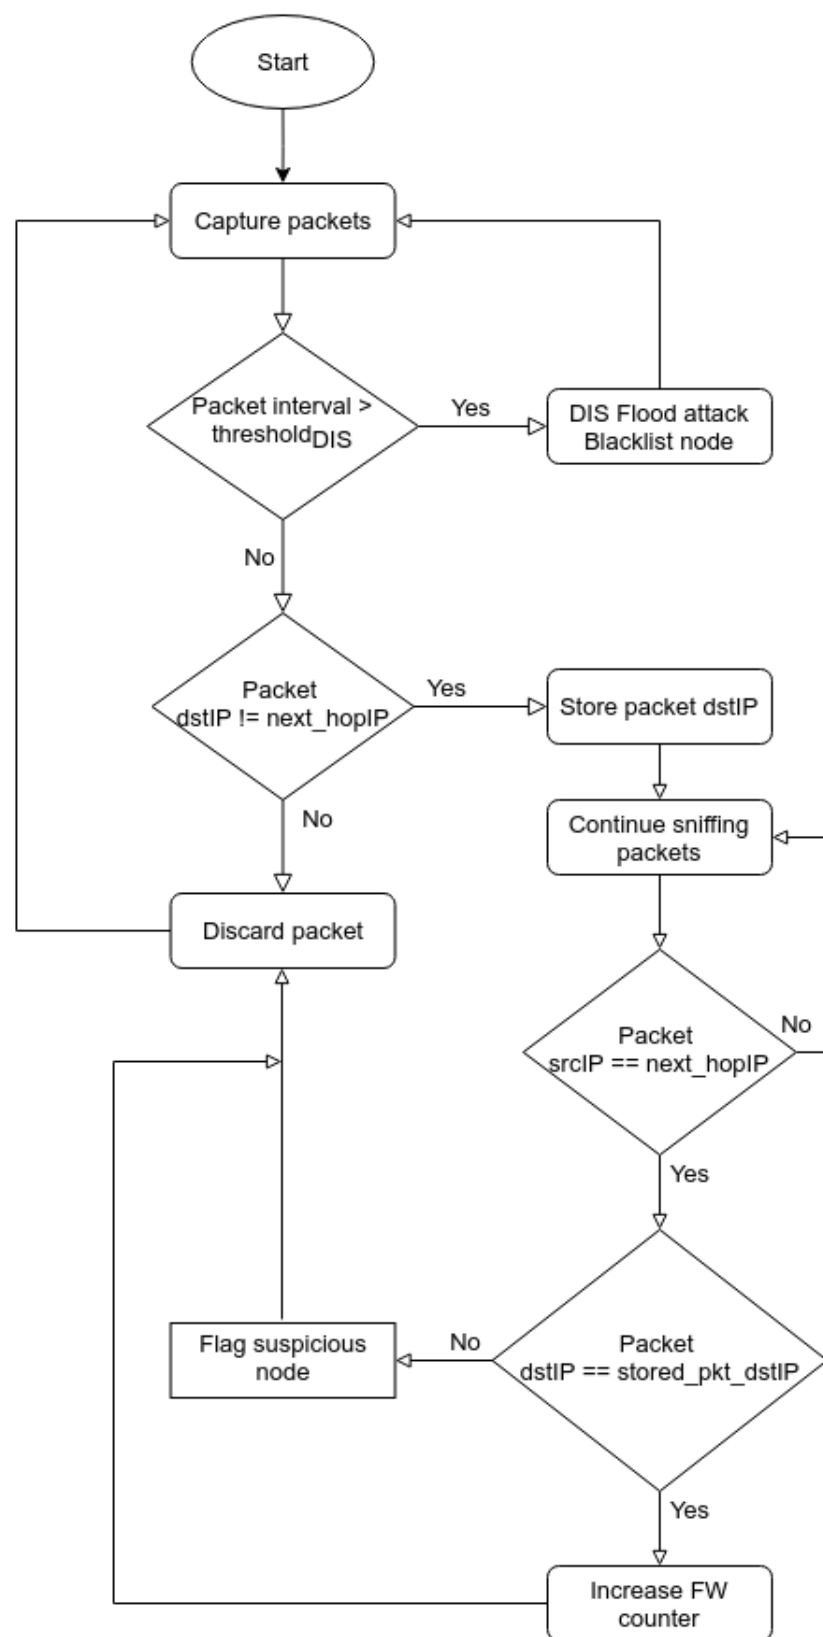 Start
Capture packets
Packet interval >
threshold_DIS
Yes
DIS Flood attack
Blacklist node
No
Packet
dstIP != next_hopIP
Yes
Store packet dstIP
No
Continue sniffing
packets
Discard packet
Packet
srcIP == next_hopIP
No
Yes
Flag suspicious
node
No
Packet
dstIP == stored_pkt_dstIP
Yes
Increase FW
counter